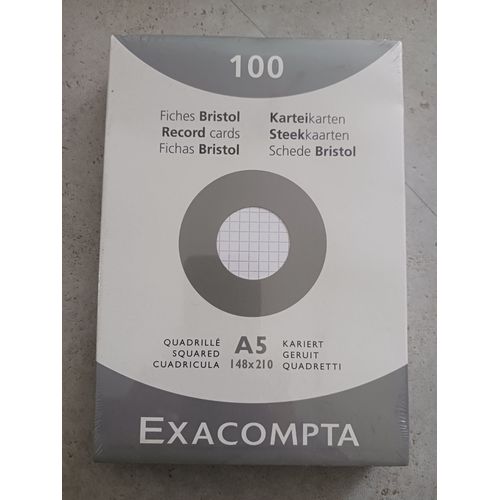 100
Fiches Bristol
Record cards
Fichas Bristol
Karteikarten
Steekkaarten
Schede Bristol
QUADRILLÉ
SQUARED
CUADRICULA
A5
148x210
KARIERT
GERUIT
QUADRETTI
EXACOMPTA